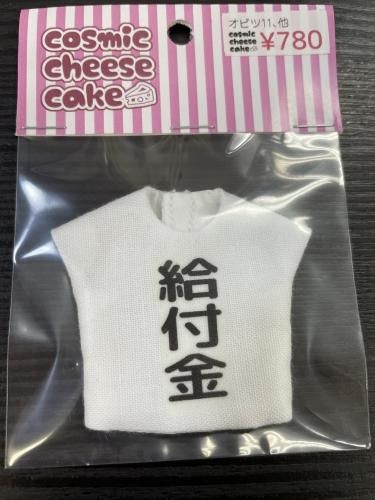 cosmic
cheese
cake
オビツ11、他
cosmic
cheese
cake
¥780
給付金